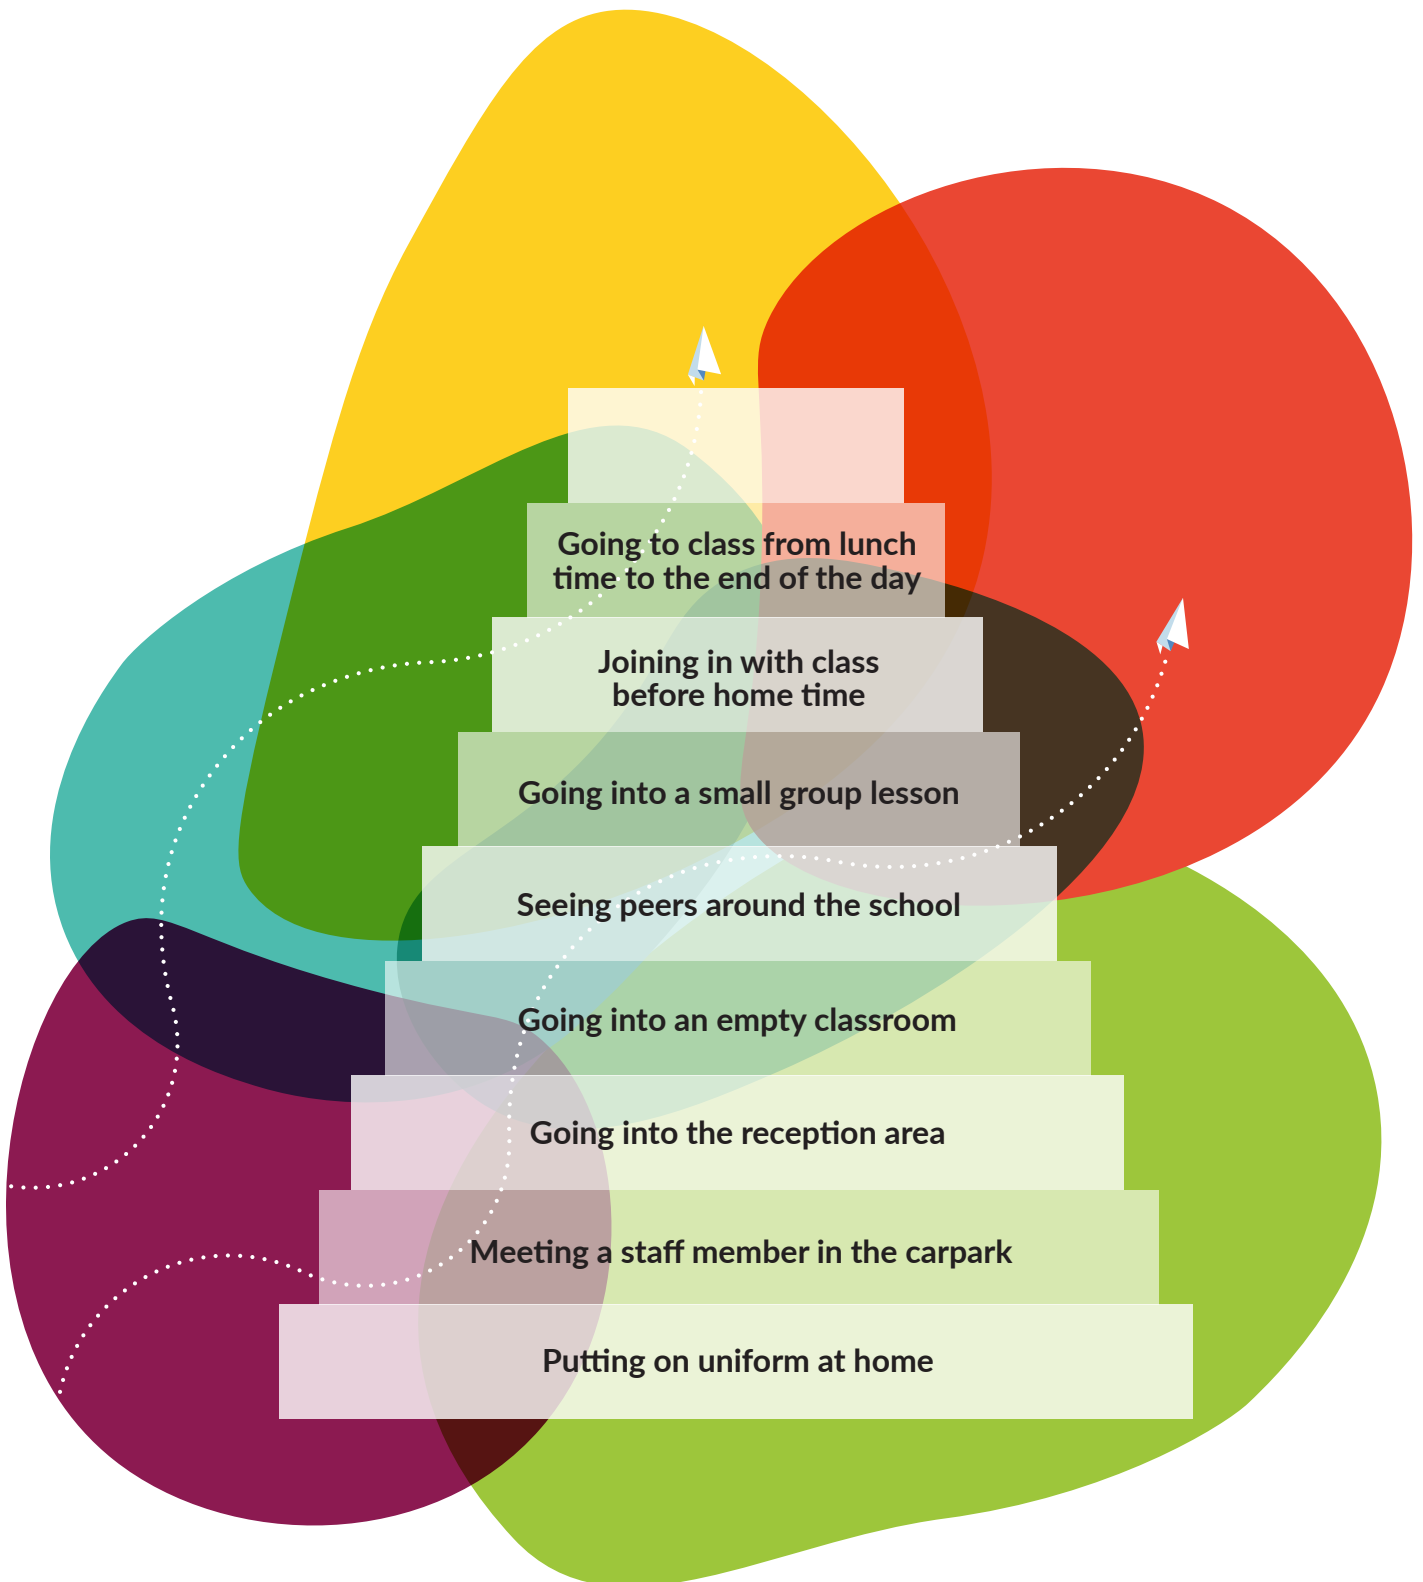 Going to class from lunch
time to the end of the day
Joining in with class
before home time
Going into a small group lesson
Seeing peers around the school
Going into an empty classroom
Going into the reception area
Meeting a staff member in the carpark
Putting on uniform at home